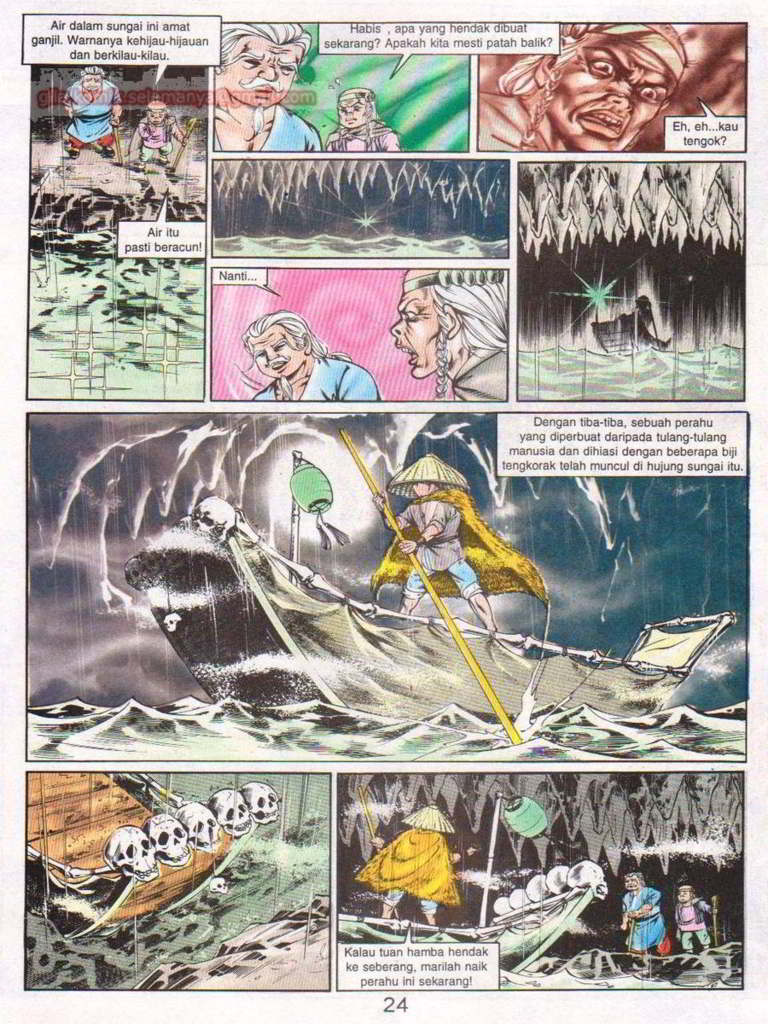 Air dalam sungai ini amat
ganjil. Warnanya kehijau-hijauan
dan berkilau-kilau.
Air itu
pasti beracun!
Habis , apa yang hendak dibuat
sekarang? Apakah kita mesti patah balik?
Eh, eh...kau
tengok?
Nanti...
Dengan tiba-tiba, sebuah perahu
yang diperbuat daripada tulang-tulang
manusia dan dihiasi dengan beberapa biji
tengkorak telah muncul di hujung sungai itu.
Kalau tuan hamba hendak
ke seberang, marilah naik
perahu ini sekarang!
24